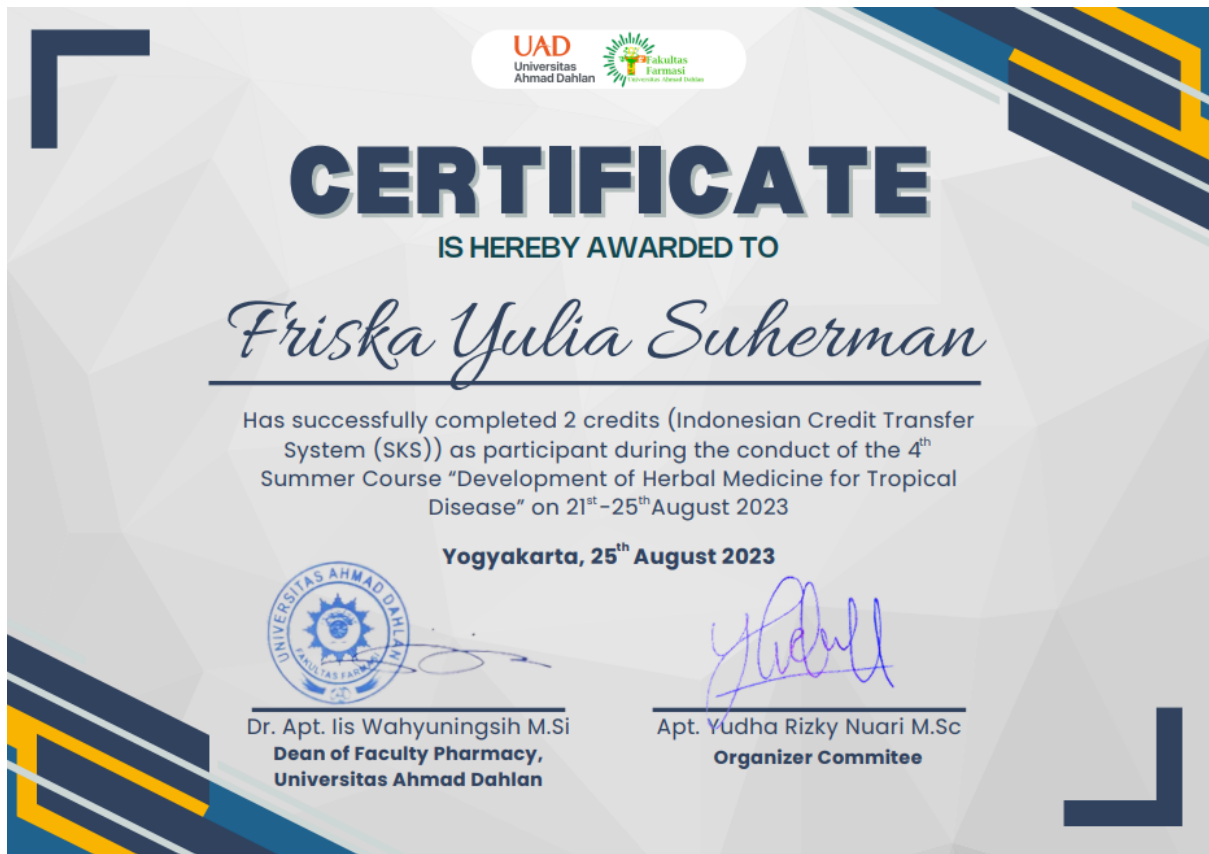 UAD
Universitas
Ahmad Dahlan
Fakultas
Farmasi
Universitas Ahmad Dahlan
CERTIFICATE
IS HEREBY AWARDED TO
Friska Yulia Suherman
Has successfully completed 2 credits (Indonesian Credit Transfer
System (SKS)) as participant during the conduct of the 4th
Summer Course “Development of Herbal Medicine for Tropical
Disease” on 21st-25thAugust 2023
Yogyakarta, 25th August 2023
UNIVERSITAS AHMAD DAHLAN
FAKULTAS FARMASI
Dr. Apt. Iis Wahyuningsih M.Si
Dean of Faculty Pharmacy,
Universitas Ahmad Dahlan
Apt. Yudha Rizky Nuari M.Sc
Organizer Commitee